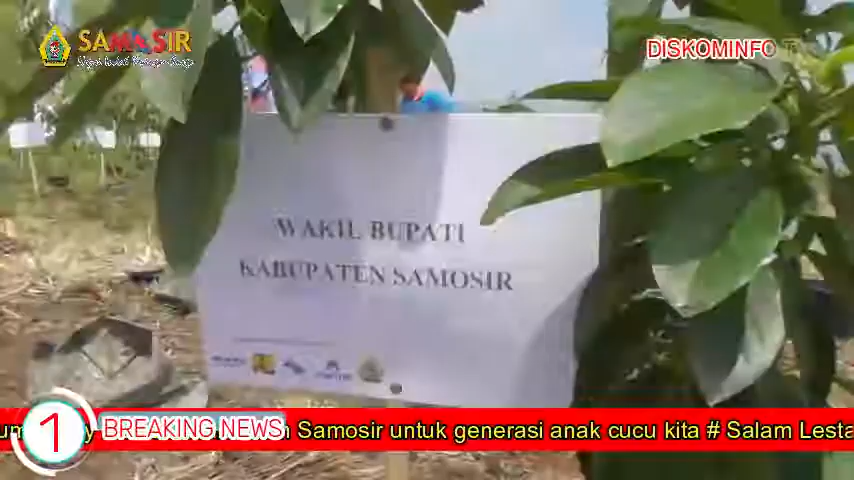 SAMOSIR
DISKOMINFO
WAKIL BUPATI
KABUPATEN SAMOSIR
1
BREAKING NEWS
Samosir untuk generasi anak cucu kita # Salam Lesta